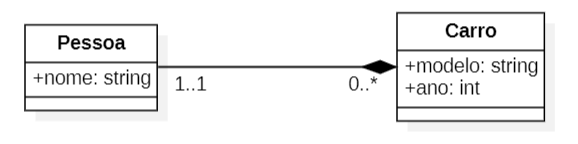 Pessoa
+nome: string
1..1
0..*
Carro
+modelo: string
+ano: int